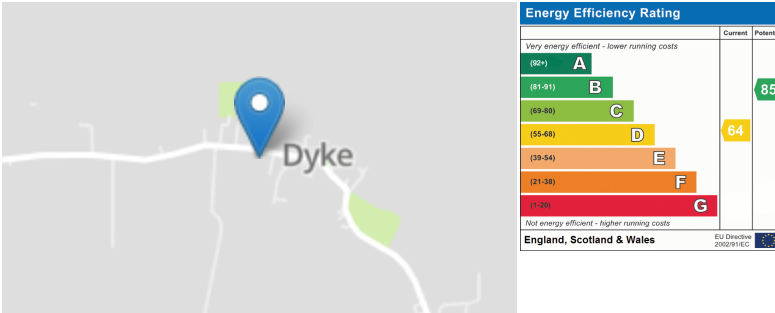 Dyke
Energy Efficiency Rating
Current Potent
Very energy efficient - lower running costs
(92+) A
(81-91) B
85
(69-80) C
(55-68) D
64
(39-54) E
(21-38) F
(1-20) G
Not energy efficient - higher running costs
England, Scotland & Wales
EU Directive
2002/91/EC